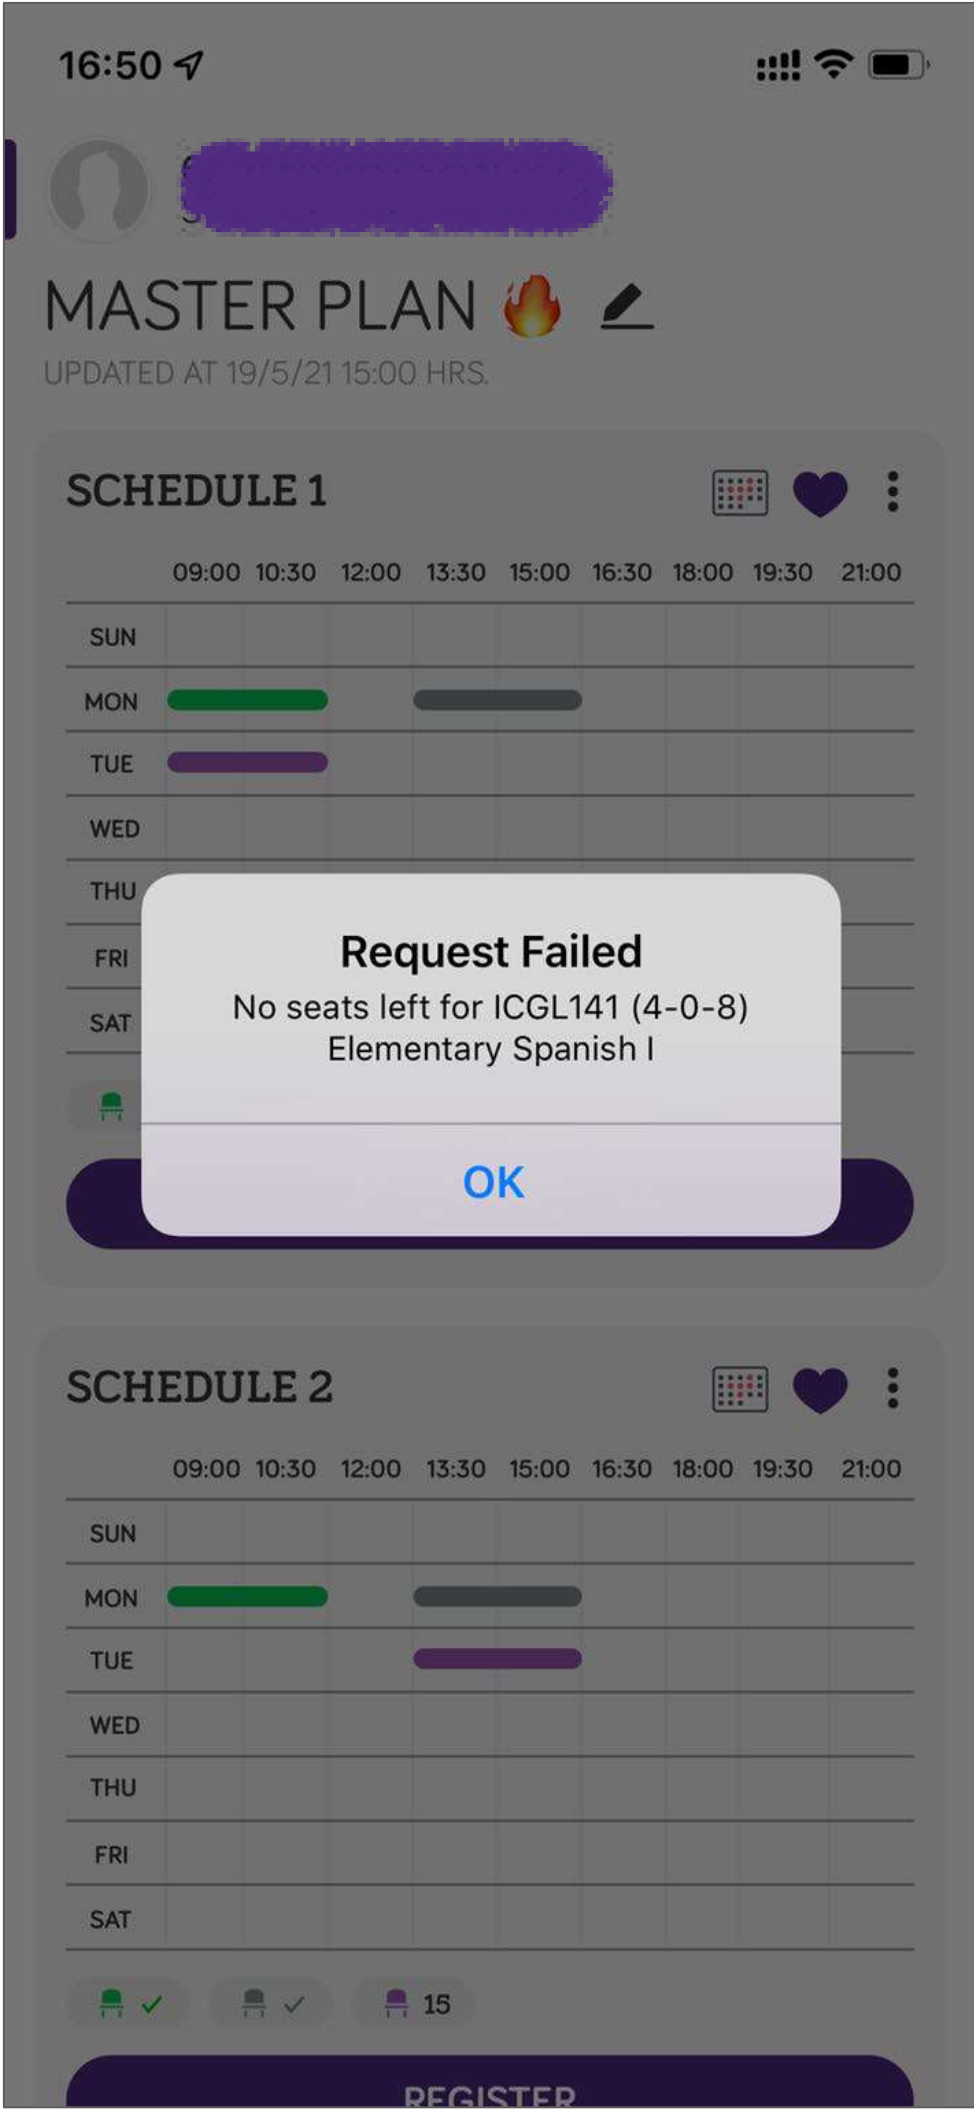 16:50
MASTER PLAN 🔥
UPDATED AT 19/5/21 15:00 HRS.
SCHEDULE 1
09:00 10:30 12:00 13:30 15:00 16:30 18:00 19:30 21:00
SUN
MON
TUE
WED
THU
FRI
SAT
Request Failed
No seats left for ICGL141 (4-0-8)
Elementary Spanish I
OK
SCHEDULE 2
09:00 10:30 12:00 13:30 15:00 16:30 18:00 19:30 21:00
SUN
MON
TUE
WED
THU
FRI
SAT
15
REGISTER